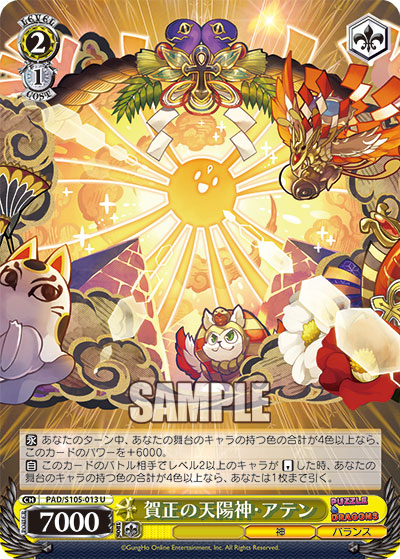 LEVEL
2
1
COST
SAMPLE
永 あなたのターン中、あなたの舞台のキャラの持つ色の合計が4色以上なら、
このカードのパワーを+6000。
自 このカードのバトル相手でレベル2以上のキャラが した時、あなたの
舞台のキャラの持つ色の合計が4色以上なら、あなたは1枚まで引く。
CH PAD/S105-013 U
POWER
7000
SOUL
賀正の天陽神・アテン
神
バランス
PUZZLE & DRAGONS
©GungHo Online Entertainment, Inc. All Rights Reserved.